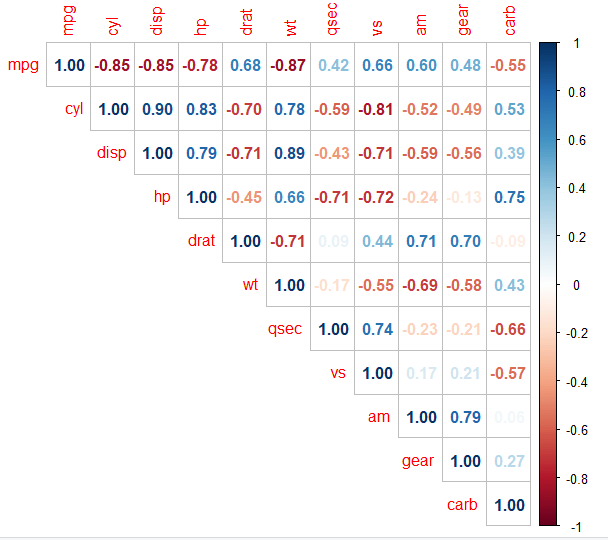 mpg cyl disp hp drat wt qsec vs am gear carb
mpg 1.00 -0.85 -0.85 -0.78 0.68 -0.87 0.42 0.66 0.60 0.48 -0.55
cyl 1.00 0.90 0.83 -0.70 0.78 -0.59 -0.81 -0.52 -0.49 0.53
disp 1.00 0.79 -0.71 0.89 -0.43 -0.71 -0.59 -0.56 0.39
hp 1.00 -0.45 0.66 -0.71 -0.72 -0.24 -0.13 0.75
drat 1.00 -0.71 0.09 0.44 0.71 0.70 -0.09
wt 1.00 -0.17 -0.55 -0.69 -0.58 0.43
qsec 1.00 0.74 -0.23 -0.21 -0.66
vs 1.00 0.17 0.21 -0.57
am 1.00 0.79 0.06
gear 1.00 0.27
carb 1.00
1
0.8
0.6
0.4
0.2
0
-0.2
-0.4
-0.6
-0.8
-1